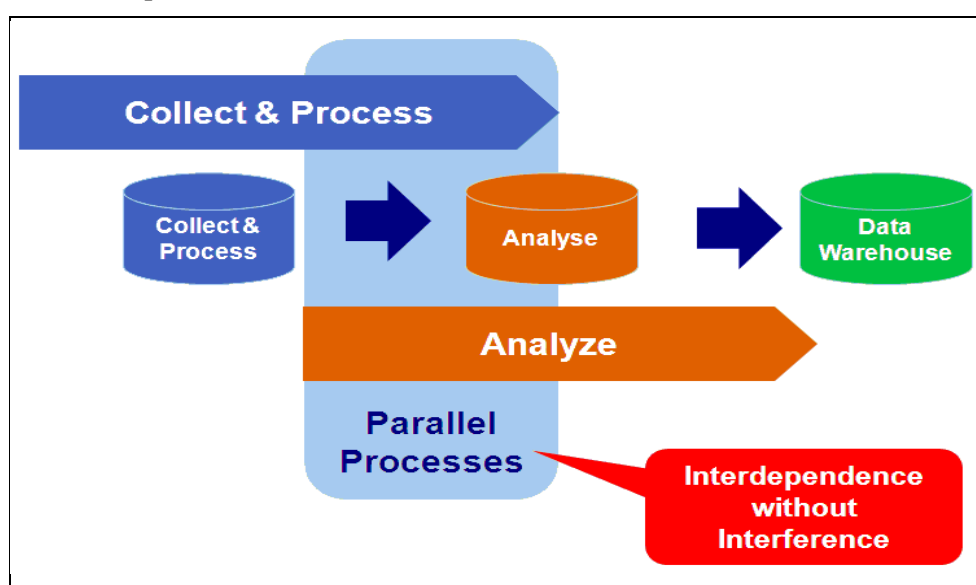 Collect & Process
Collect &
Process
Analyse
Data
Warehouse
Analyze
Parallel
Processes
Interdependence
without
Interference